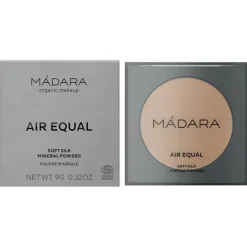 MÁDARA
organic makeup
AIR EQUAL
SOFT SILK
MINERAL POWDER
POUDRE MINÉRALE
NET WT. 9G. 0.32OZ.
MÁDARA
AIR EQUAL
SOFT SILK
MINERAL POWDER